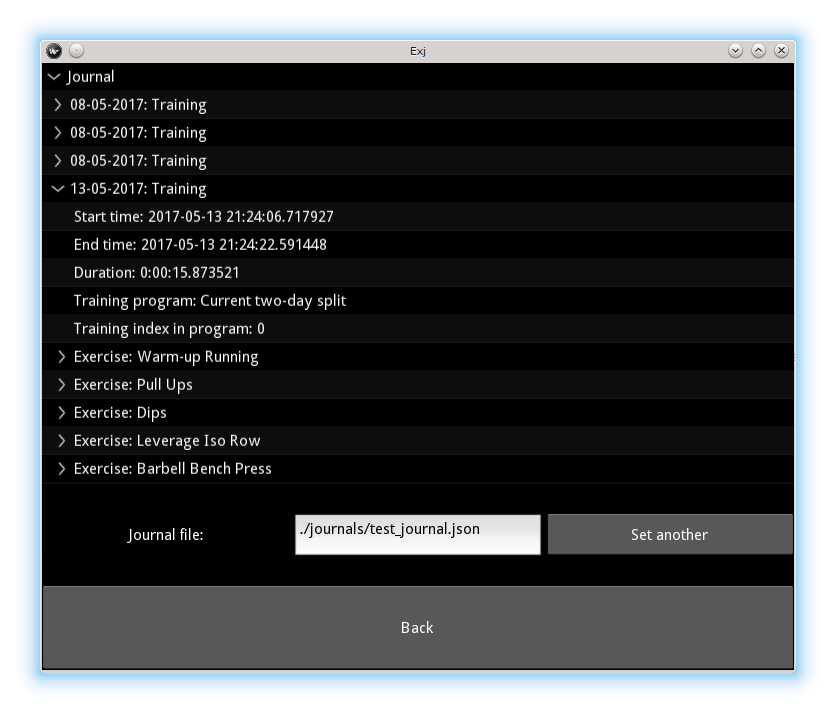 Exj
Journal
08-05-2017: Training
08-05-2017: Training
08-05-2017: Training
13-05-2017: Training
Start time: 2017-05-13 21:24:06.717927
End time: 2017-05-13 21:24:22.591448
Duration: 0:00:15.873521
Training program: Current two-day split
Training index in program: 0
Exercise: Warm-up Running
Exercise: Pull Ups
Exercise: Dips
Exercise: Leverage Iso Row
Exercise: Barbell Bench Press
Journal file: ./journals/test_journal.json Set another
Back